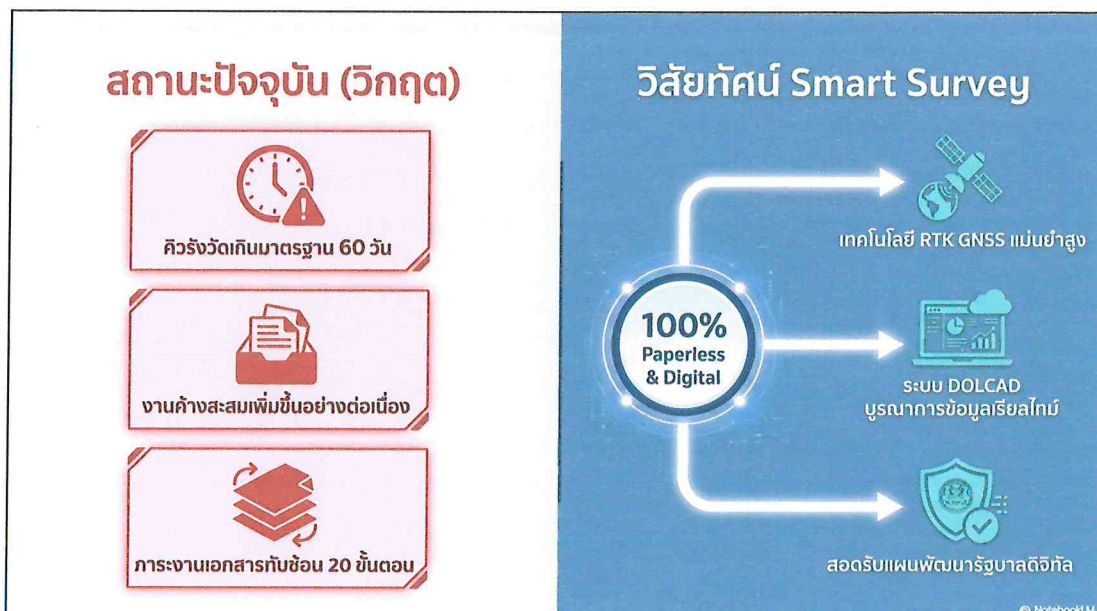 สถานะปัจจุบัน (วิกฤต)
คิวรังวัดเกินมาตรฐาน 60 วัน
งานค้างสะสมเพิ่มขึ้นอย่างต่อเนื่อง
ภาระงานเอกสารทับซ้อน 20 ขั้นตอน
วิสัยทัศน์ Smart Survey
100%
Paperless
& Digital
เทคโนโลยี RTK GNSS แม่นยำสูง
ระบบ DOLCAD
บูรณาการข้อมูลเรียลไทม์
สอดรับแผนพัฒนารัฐบาลดิจิทัล
NotebookLM